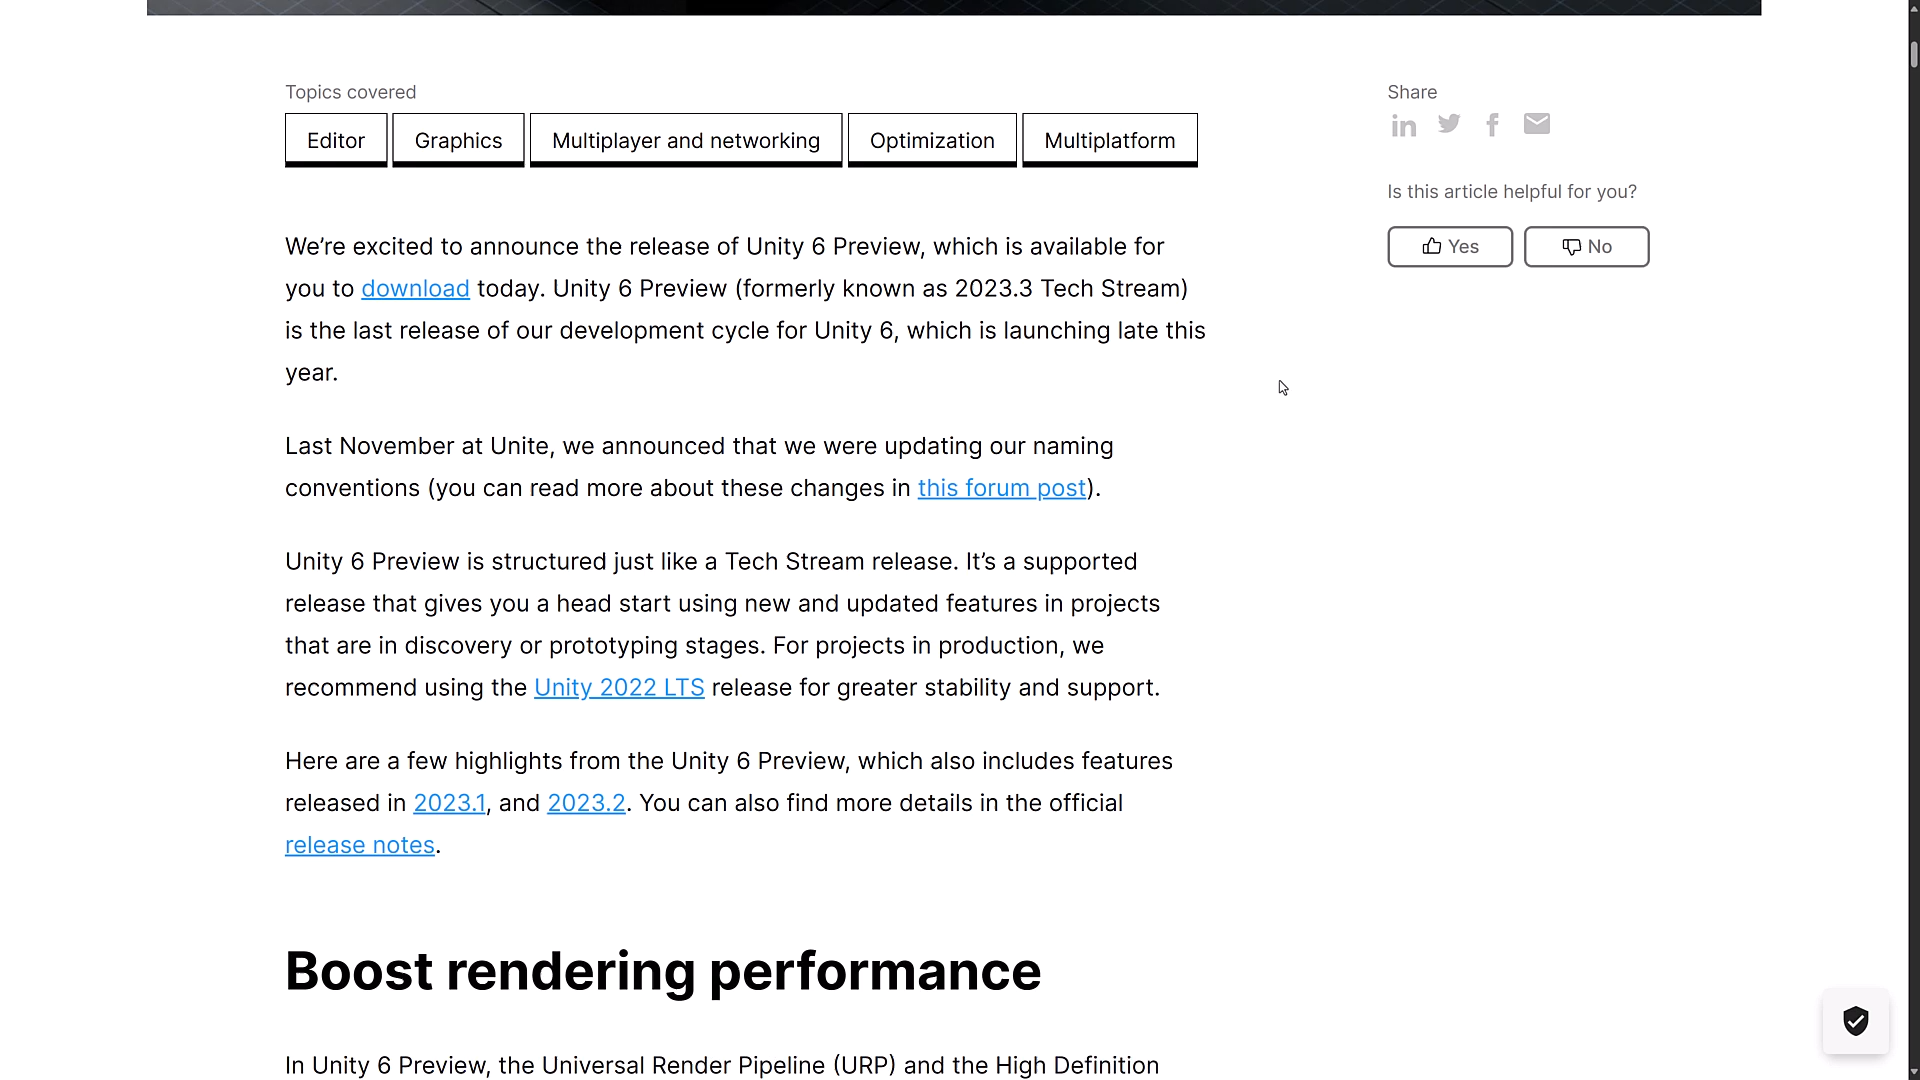 Topics covered
Editor
Graphics
Multiplayer and networking
Optimization
Multiplatform
Share
Is this article helpful for you?
Yes
No
We’re excited to announce the release of Unity 6 Preview, which is available for
you to download today. Unity 6 Preview (formerly known as 2023.3 Tech Stream)
is the last release of our development cycle for Unity 6, which is launching late this
year.
Last November at Unite, we announced that we were updating our naming
conventions (you can read more about these changes in this forum post).
Unity 6 Preview is structured just like a Tech Stream release. It’s a supported
release that gives you a head start using new and updated features in projects
that are in discovery or prototyping stages. For projects in production, we
recommend using the Unity 2022 LTS release for greater stability and support.
Here are a few highlights from the Unity 6 Preview, which also includes features
released in 2023.1, and 2023.2. You can also find more details in the official
release notes.
Boost rendering performance
In Unity 6 Preview, the Universal Render Pipeline (URP) and the High Definition